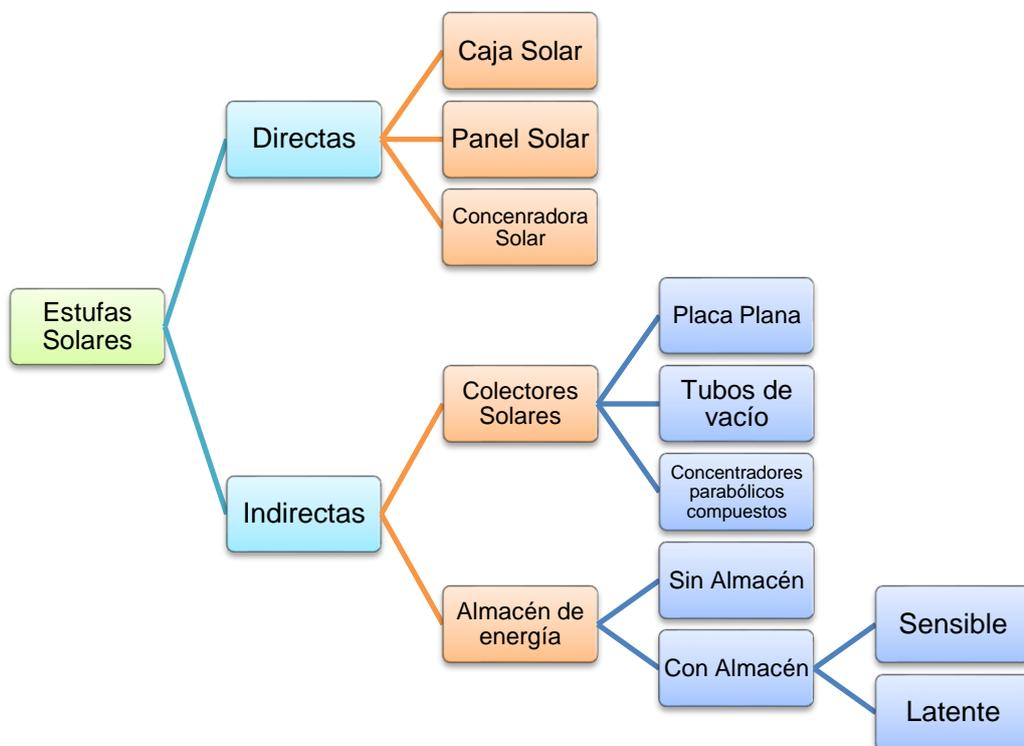 Caja Solar
Directas
Panel Solar
Concenradora
Solar
Estufas
Solares
Placa Plana
Colectores
Solares
Tubos de
vacío
Concentradores
parabólicos
compuestos
Indirectas
Sin Almacén
Almacén de
energía
Con Almacén
Sensible
Latente